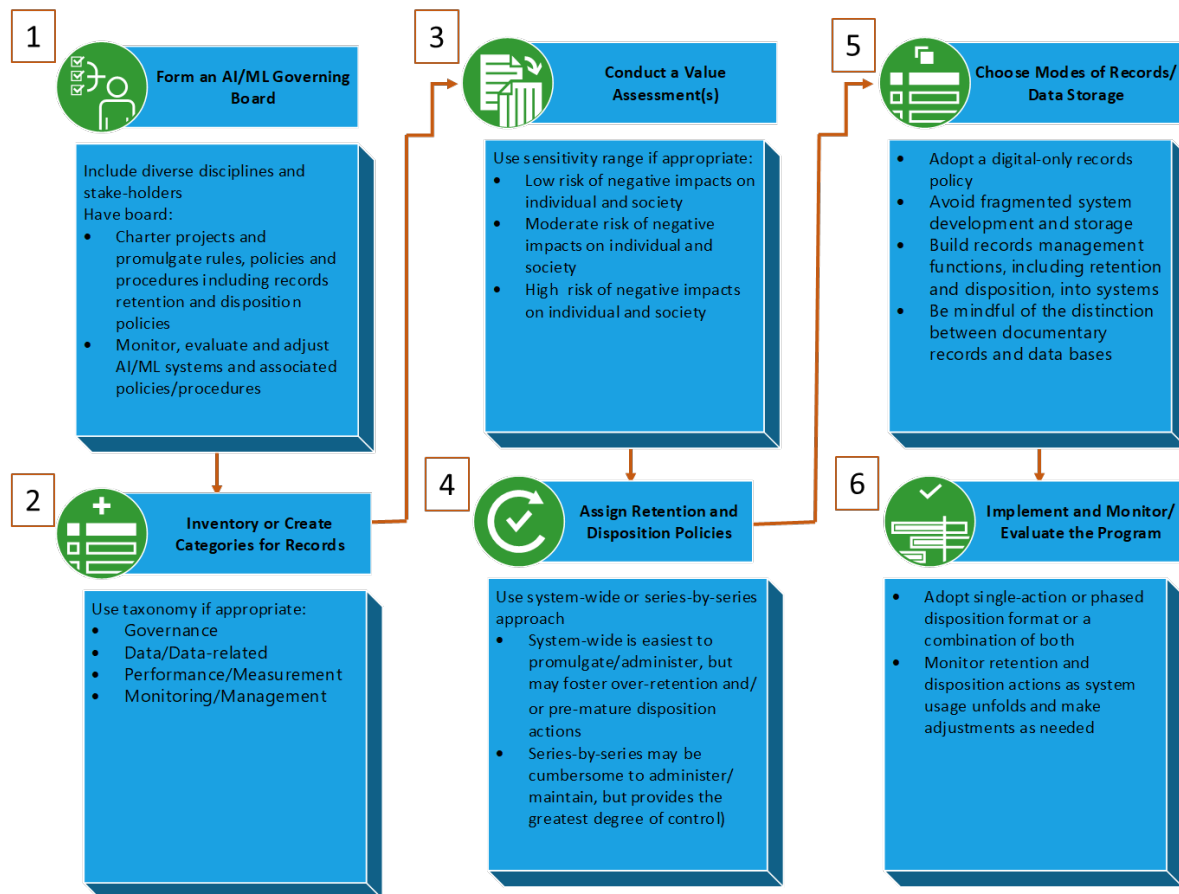 1
Form an AI/ML Governing
Board
Include diverse disciplines and
stake-holders
Have board:
• Charter projects and
promulgate rules, policies and
procedures including records
retention and disposition
policies
• Monitor, evaluate and adjust
AI/ML systems and associated
policies/procedures
2
Inventory or Create
Categories for Records
Use taxonomy if appropriate:
• Governance
• Data/Data-related
• Performance/Measurement
• Monitoring/Management
3
Conduct a Value
Assessment(s)
Use sensitivity range if appropriate:
• Low risk of negative impacts on
individual and society
• Moderate risk of negative
impacts on individual and
society
• High risk of negative impacts
on individual and society
4
Assign Retention and
Disposition Policies
Use system-wide or series-by-series
approach
• System-wide is easiest to
promulgate/administer, but
may foster over-retention and/
or pre-mature disposition
actions
• Series-by-series may be
cumbersome to administer/
maintain, but provides the
greatest degree of control)
5
Choose Modes of Records/
Data Storage
• Adopt a digital-only records
policy
• Avoid fragmented system
development and storage
• Build records management
functions, including retention
and disposition, into systems
• Be mindful of the distinction
between documentary
records and data bases
6
Implement and Monitor/
Evaluate the Program
• Adopt single-action or phased
disposition format or a
combination of both
• Monitor retention and
disposition actions as system
usage unfolds and make
adjustments as needed